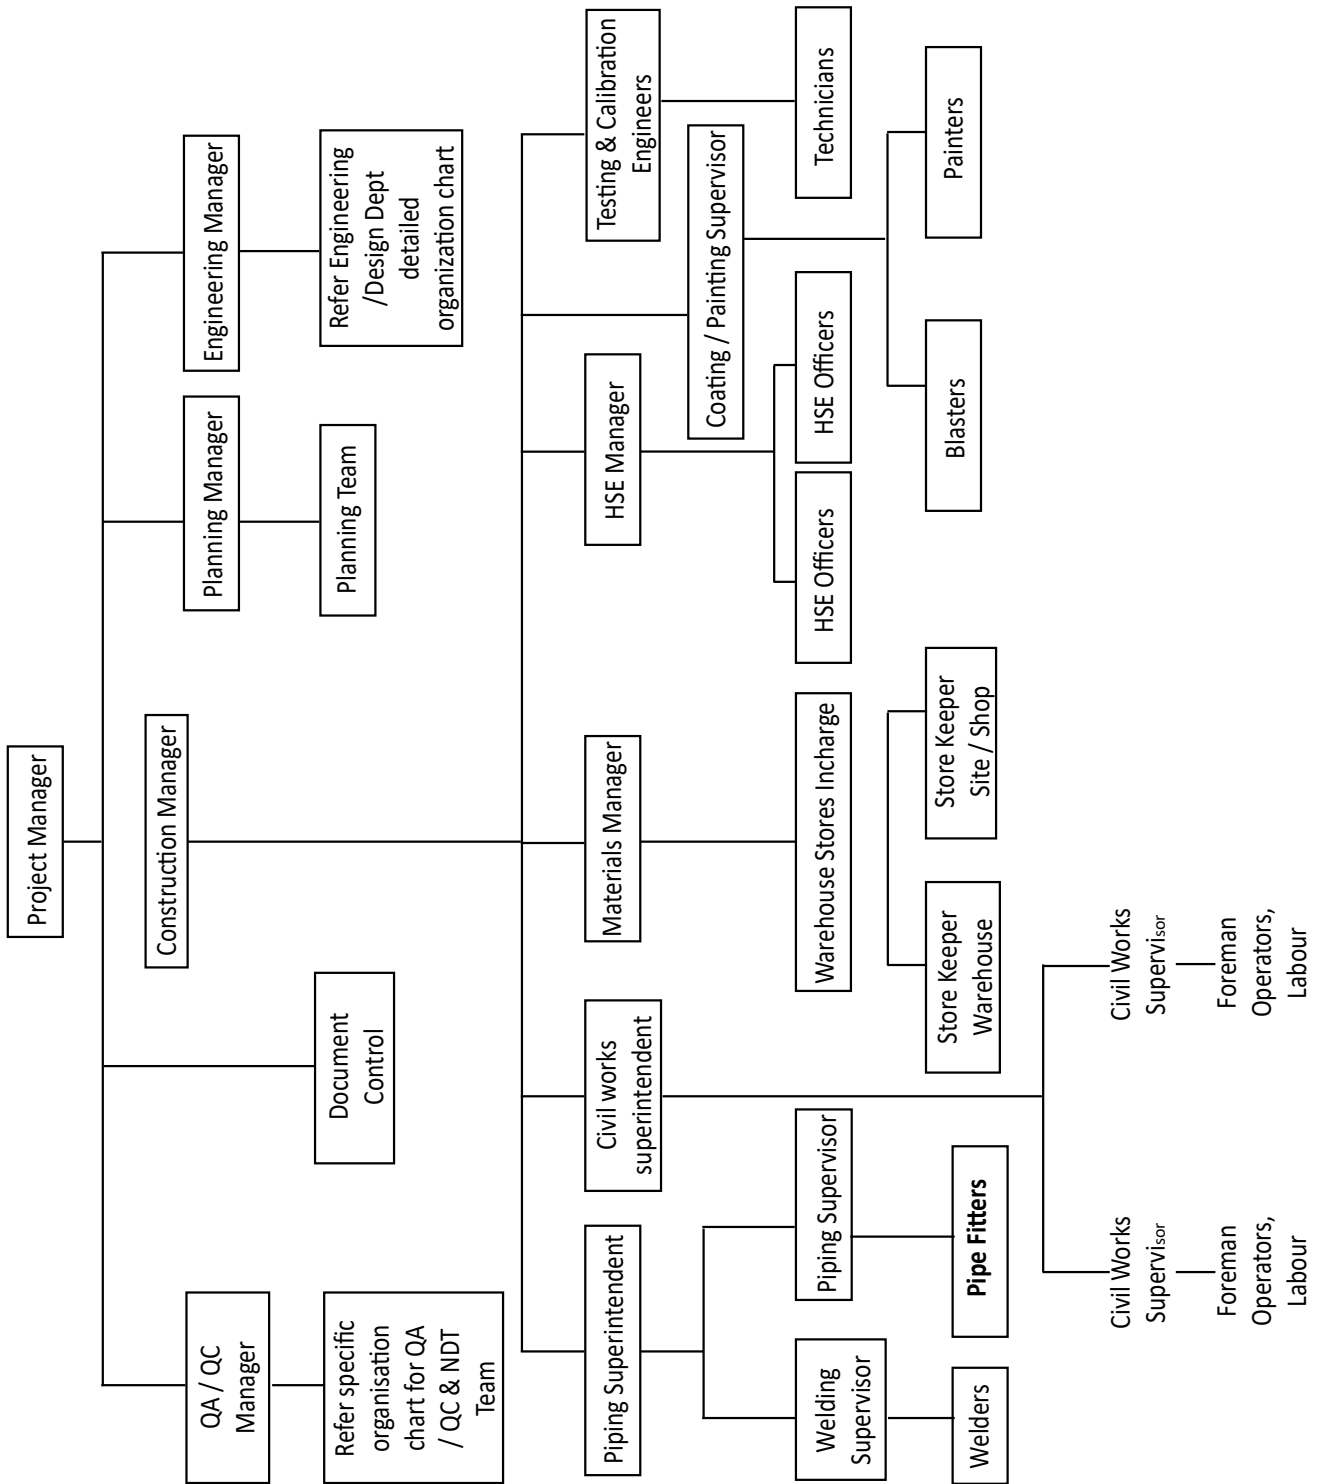 Project Manager
QA / QC
Manager
Document
Control
Construction Manager
Planning Manager
Engineering Manager
Refer specific
organisation
chart for QA
/ QC & NDT
Team
Planning Team
Refer Engineering
/Design Dept
detailed
organization chart
Piping Superintendent
Civil works
superintendent
Materials Manager
HSE Manager
Testing & Calibration
Engineers
Coating / Painting Supervisor
Welding
Supervisor
Piping Supervisor
Warehouse Stores Incharge
HSE Officers
HSE Officers
Technicians
Welders
Pipe Fitters
Store Keeper
Warehouse
Store Keeper
Site / Shop
Blasters
Painters
Civil Works
Supervisor
Foreman
Operators,
Labour
Civil Works
Supervisor
Foreman
Operators,
Labour